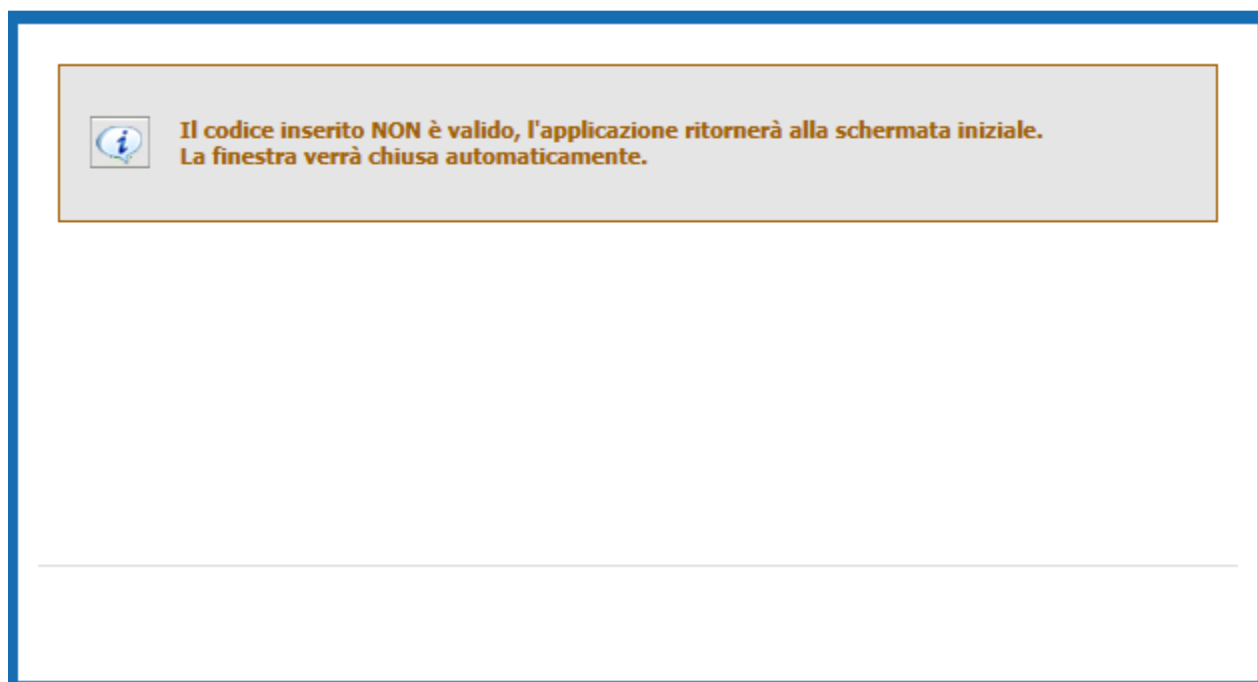 Il codice inserito NON è valido, l'applicazione ritornerà alla schermata iniziale.
La finestra verrà chiusa automaticamente.